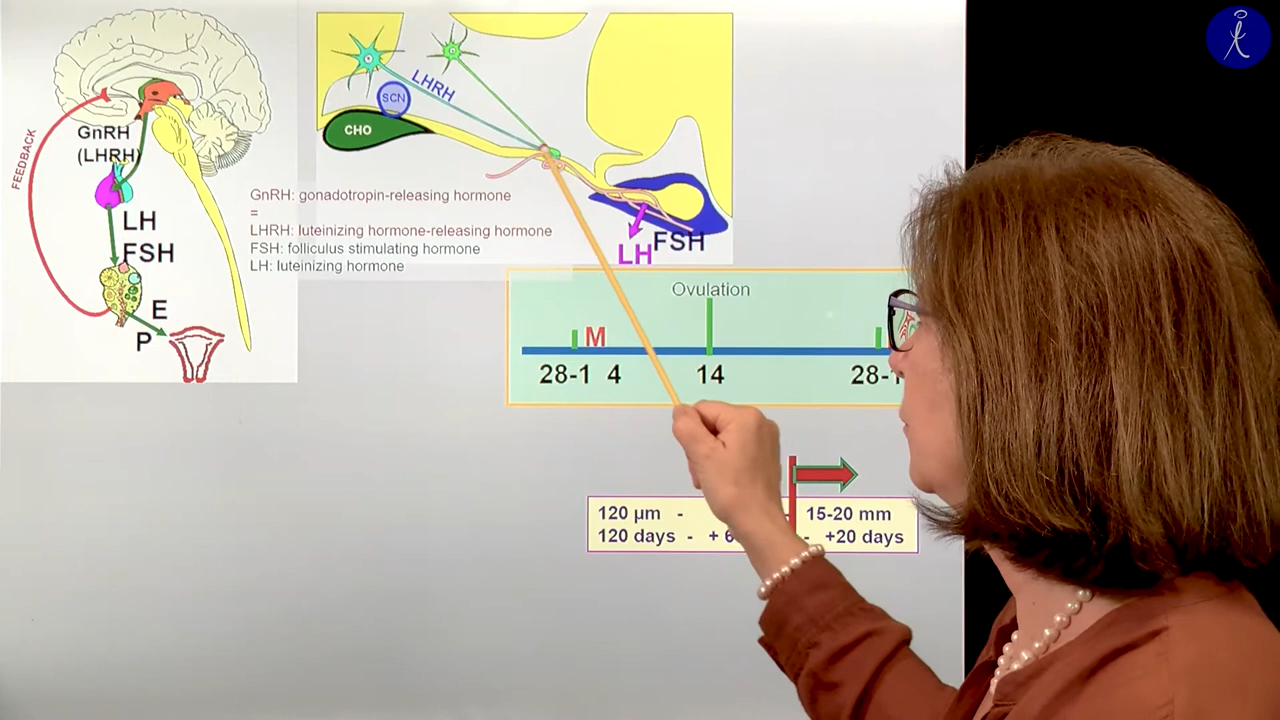 FEEDBACK
GnRH
(LHRH)
LH
FSH
E
P
LHRH
SCN
CHO
LH
FSH
GnRH: gonadotropin-releasing hormone
=
LHRH: luteinizing hormone-releasing hormone
FSH: folliculus stimulating hormone
LH: luteinizing hormone
Ovulation
M
28-1 4 14 28-1
120 µm - 15-20 mm
120 days - + 6 - +20 days